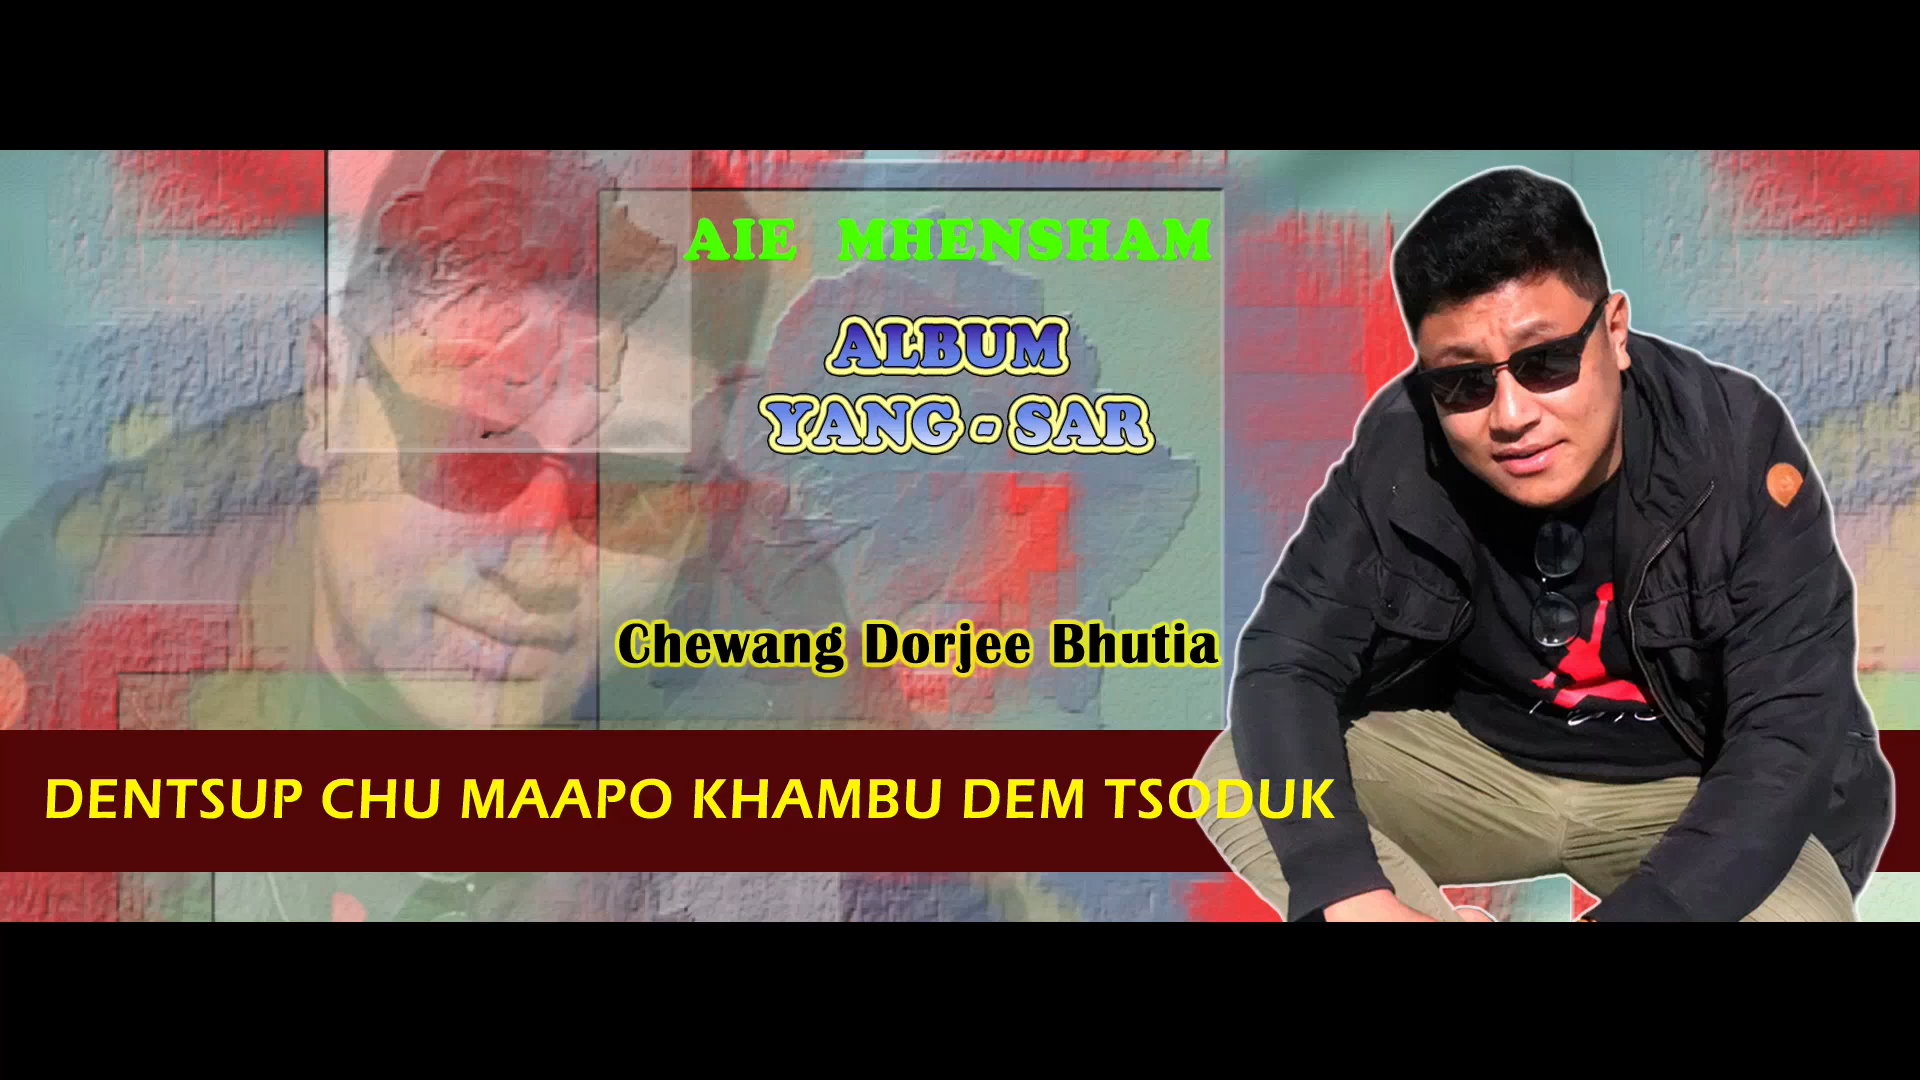 AIE MHENSHAM
ALBUM
YANG - SAR
Chewang Dorjee Bhutia
DENTSUP CHU MAAPO KHAMBU DEM TSODUK